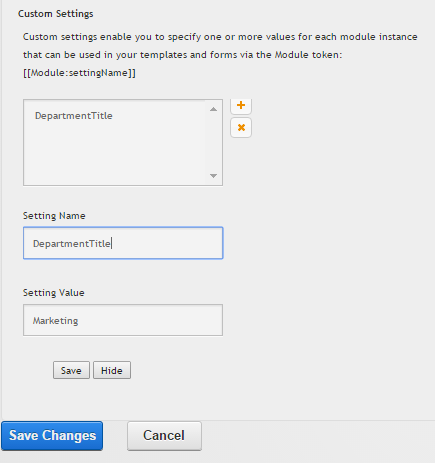 Custom Settings
Custom settings enable you to specify one or more values for each module instance
that can be used in your templates and forms via the Module token:
[[Module:settingName]]
DepartmentTitle
Setting Name
DepartmentTitle
Setting Value
Marketing
Save Hide
Save Changes Cancel